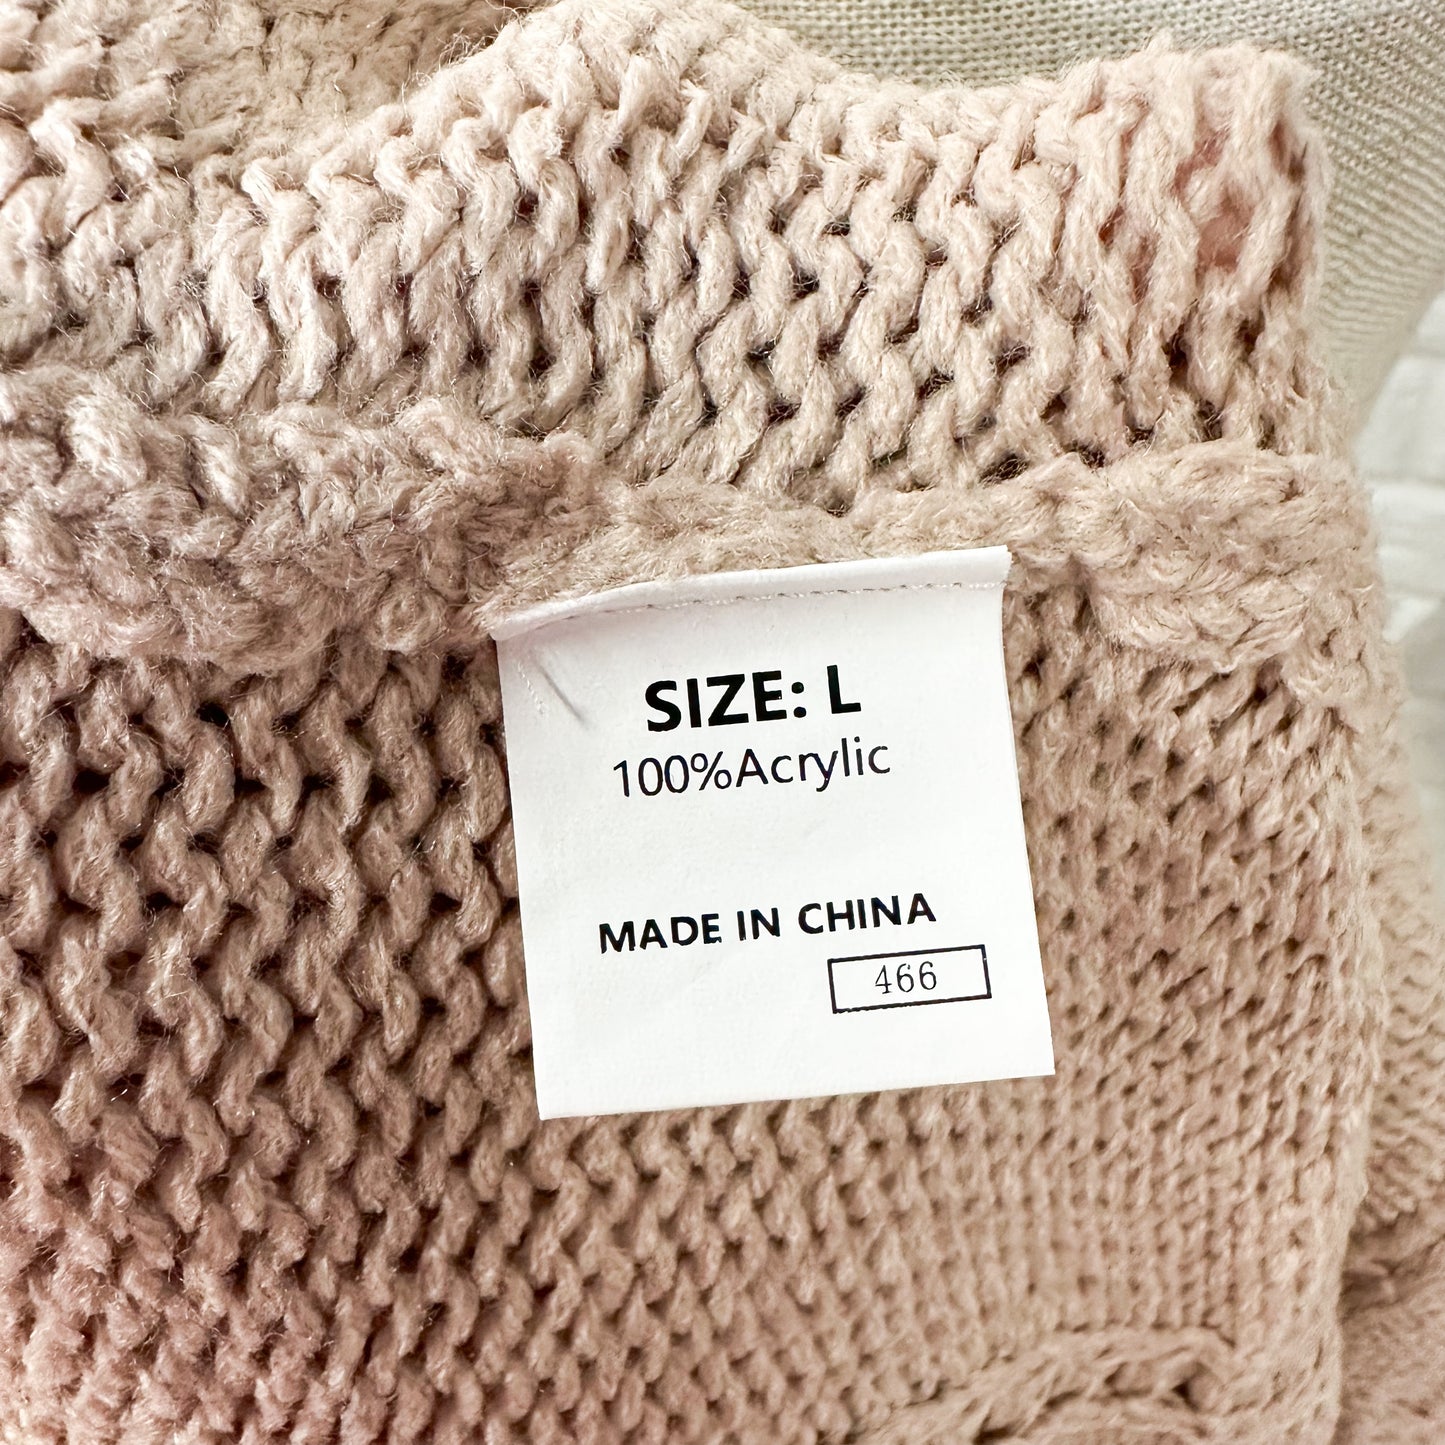 SIZE: L
100%Acrylic
MADE IN CHINA
466